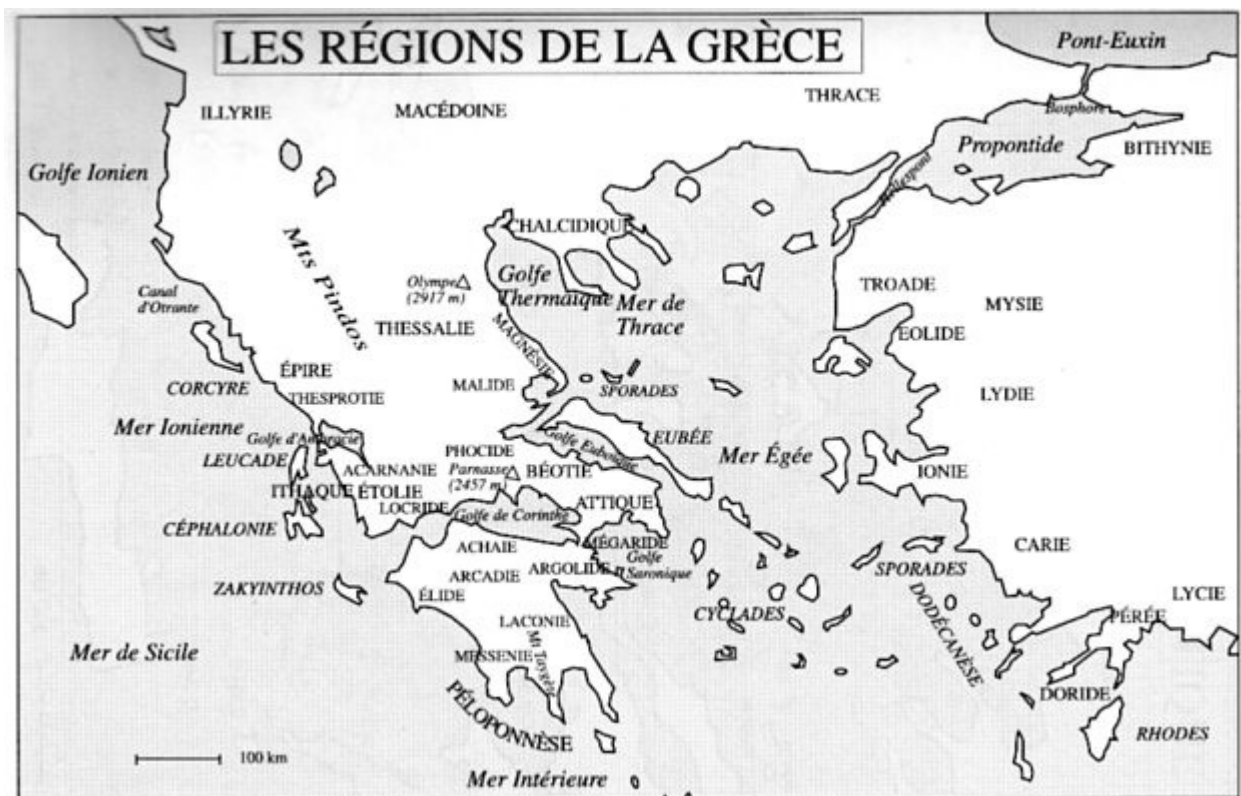 LES RÉGIONS DE LA GRÈCE
Pont-Euxin
THRACE
ILLYRIE
MACÉDOINE
Bosphore
Propontide
BITHYNIE
Golfe Ionien
Hellespont
CHALCIDIQUE
Mts Pindos
Golfe
Thermaïque
Olympe
(2917 m)
Canal
d'Otrante
Mer de
Thrace
TROADE
MYSIE
THESSALIE
MAGNÉSIE
EOLIDE
ÉPIRE
CORCYRE
MALIDE
SPORADES
THESPROTIE
LYDIE
Mer Ionienne
Golfe d'Ambracie
EUBÉE
Golfe Euboïque
Mer Égée
LEUCADE
PHOCIDE
ACARNANIE
Parnasse
(2457 m)
BÉOTIE
IONIE
ITHAQUE
ÉTOLIE
LOCRIDE
ATTIQUE
Golfe de Corinthe
CÉPHALONIE
ACHAIE
MÉGARIDE
CARIE
Golfe
Saronique
ARGOLIDE
ARCADIE
SPORADES
ZAKYINTHOS
ÉLIDE
CYCLADES
DODÉCANÈSE
LYCIE
PÉRÉE
LACONIE
Mt Taygète
MESSENIE
Mer de Sicile
DORIDE
PÉLOPONNÈSE
RHODES
100 km
Mer Intérieure